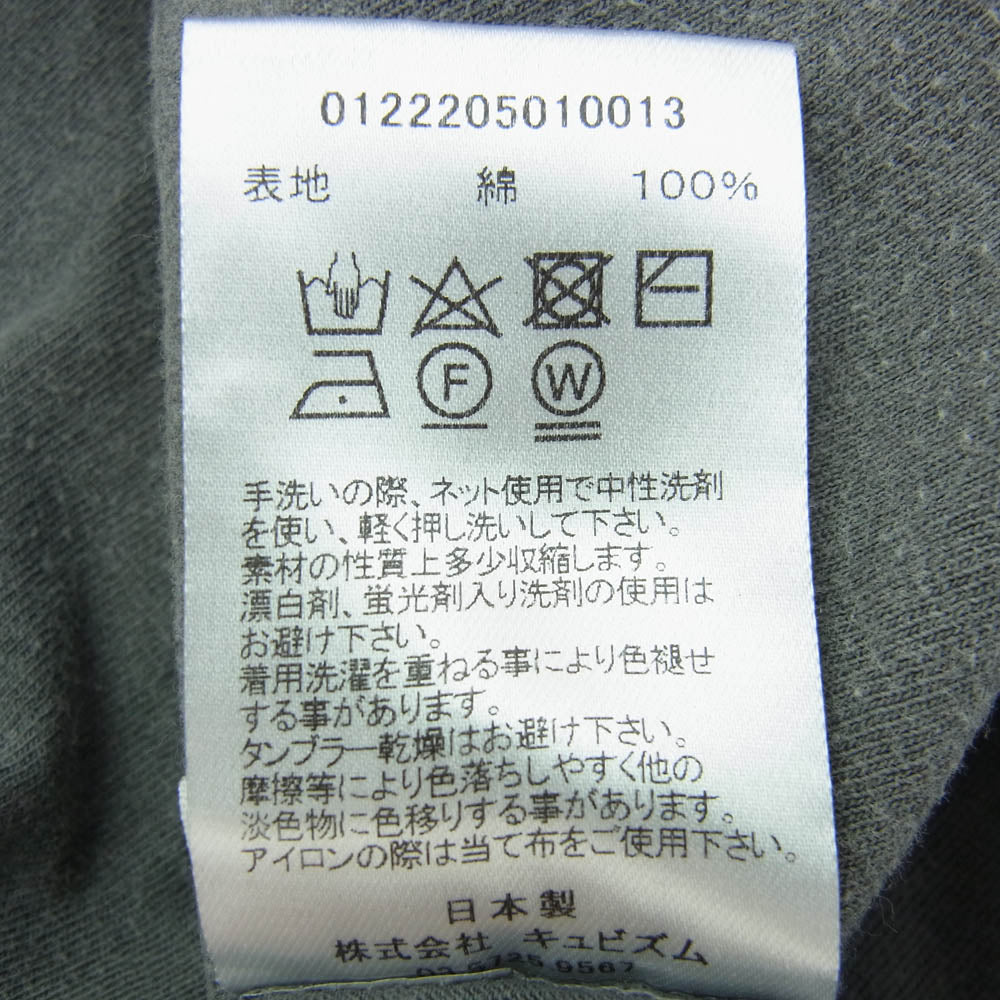 0122205010013
表地 綿 100%
F W
手洗いの際、ネット使用で中性洗剤
を使い、軽く押し洗いして下さい。
素材の性質上多少収縮します。
漂白剤、蛍光剤入り洗剤の使用は
お避け下さい。
着用洗濯を重ねる事により色褪せ
する事があります。
タンブラー乾燥はお避け下さい。
摩擦等により色落ちしやすく他の
淡色物に色移りする事があります。
アイロンの際は当て布をご使用下さい。
日本製
株式会社 キュビズム